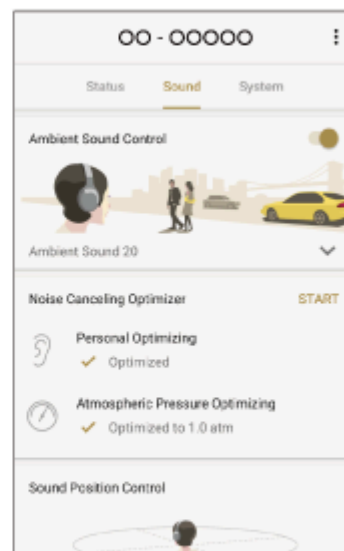 OO - OOOOO
Status Sound System
Ambient Sound Control
Ambient Sound 20
Noise Canceling Optimizer START
Personal Optimizing
Optimized
Atmospheric Pressure Optimizing
Optimized to 1.0 atm
Sound Position Control